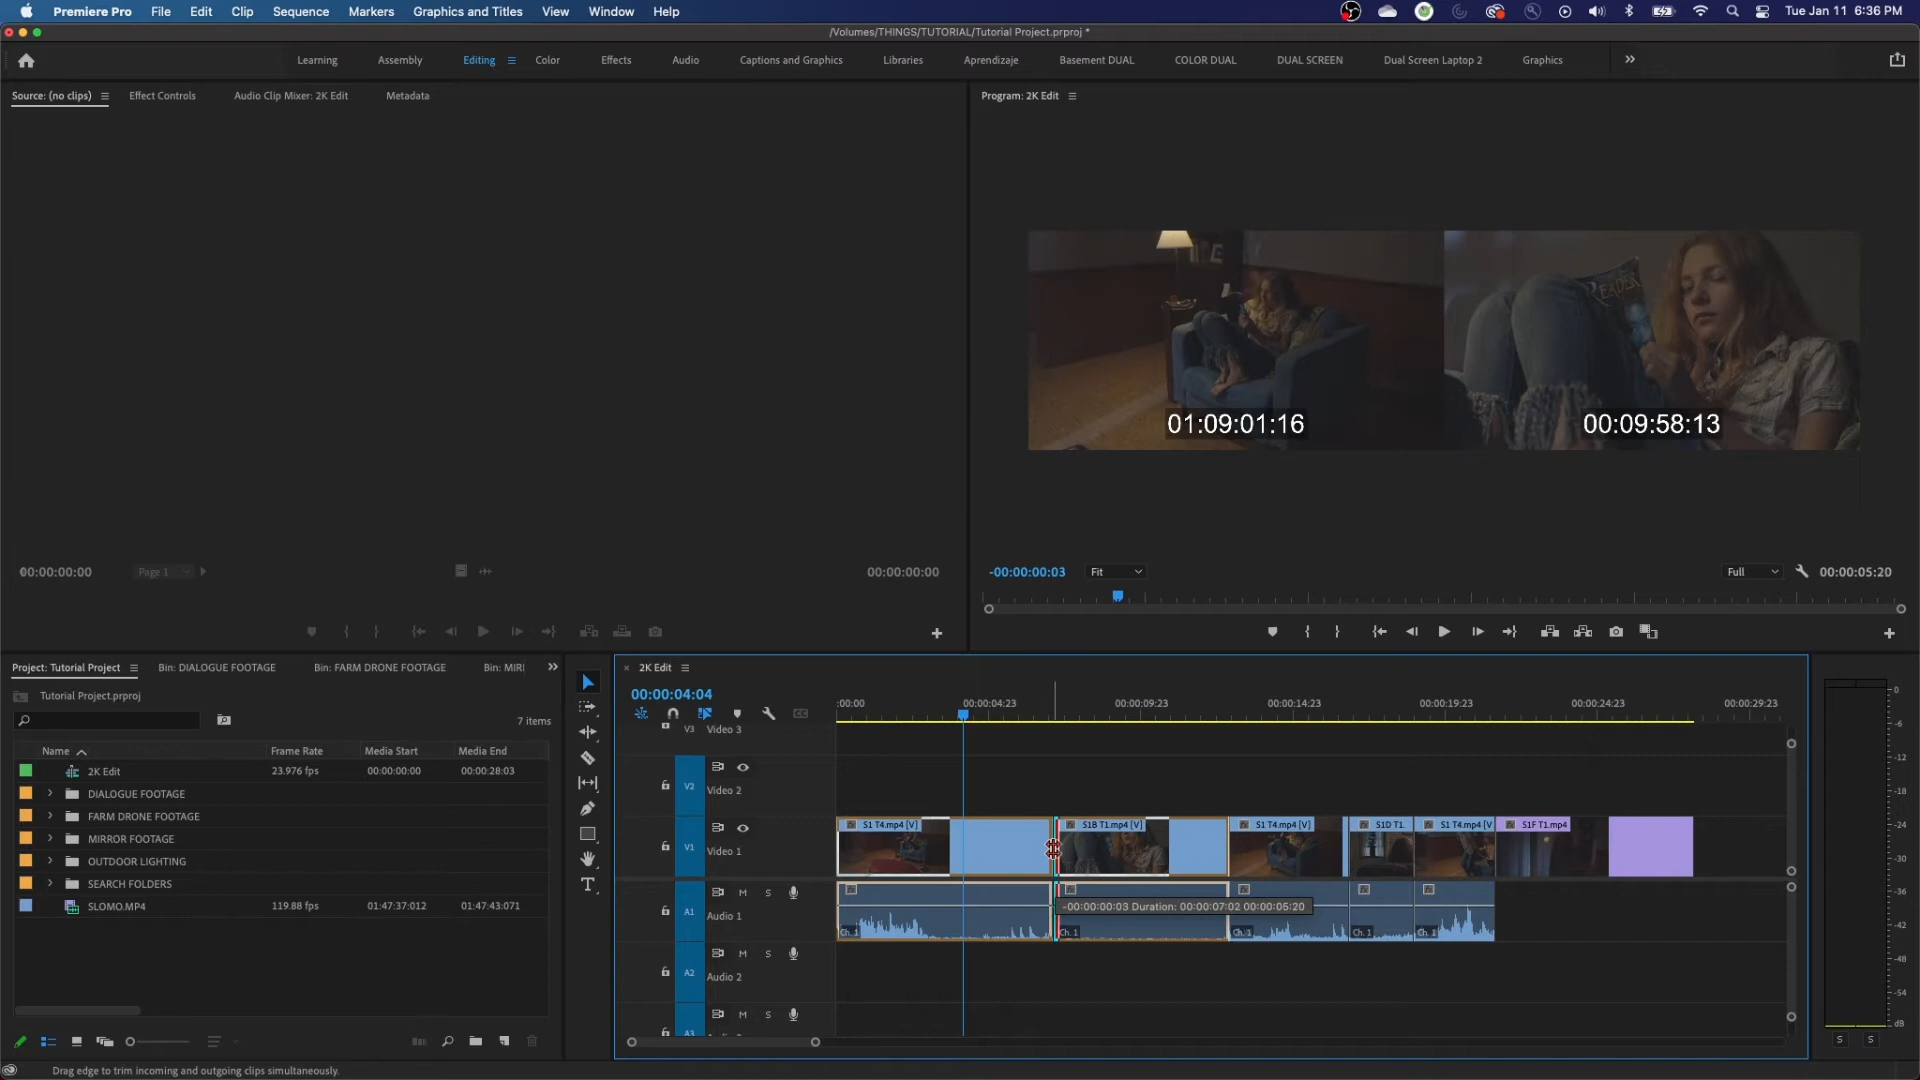 Premiere Pro File Edit Clip Sequence Markers Graphics and Titles View Window Help Tue Jan 11 6:36 PM
/Volumes/THINGS/TUTORIAL/Tutorial Project.prproj *
Learning Assembly Editing Color Effects Audio Captions and Graphics Libraries Aprendizaje Basement DUAL COLOR DUAL DUAL SCREEN Dual Screen Laptop 2 Graphics
Source: (no clips) Effect Controls Audio Clip Mixer: 2K Edit Metadata
Program: 2K Edit
READER
01:09:01:16 00:09:58:13
00:00:00:00 Page 1 00:00:00:00
-00:00:00:03 Fit Full 00:00:05:20
Project: Tutorial Project Bin: DIALOGUE FOOTAGE Bin: FARM DRONE FOOTAGE Bin: MIRI
Tutorial Project.prproj
7 items
Name Frame Rate Media Start Media End
2K Edit 23.976 fps 00:00:00:00 00:00:28:03
DIALOGUE FOOTAGE
FARM DRONE FOOTAGE
MIRROR FOOTAGE
OUTDOOR LIGHTING
SEARCH FOLDERS
SLOMO.MP4 119.88 fps 01:47:37:012 01:47:43:071
2K Edit
00:00:04:04
:00:00 00:00:04:23 00:00:09:23 00:00:14:23 00:00:19:23 00:00:24:23 00:00:29:23
V3 Video 3
V2 Video 2
S1 T4.mp4 [V] S1B T1.mp4 [V] S1 T4.mp4 [V] S1D T1. S1 T4.mp4 [V S1F T1.mp4
V1 Video 1
M S
A1 Audio 1
-00:00:00:03 Duration: 00:00:07:02 00:00:05:20
Ch. 1 Ch. 1 Ch. 1 Ch. 1 Ch. 1
M S
A2 Audio 2
M S
A3
0
-6
-12
-18
-24
-30
-36
-42
-48
-54
dB
S S
Drag edge to trim incoming and outgoing clips simultaneously.